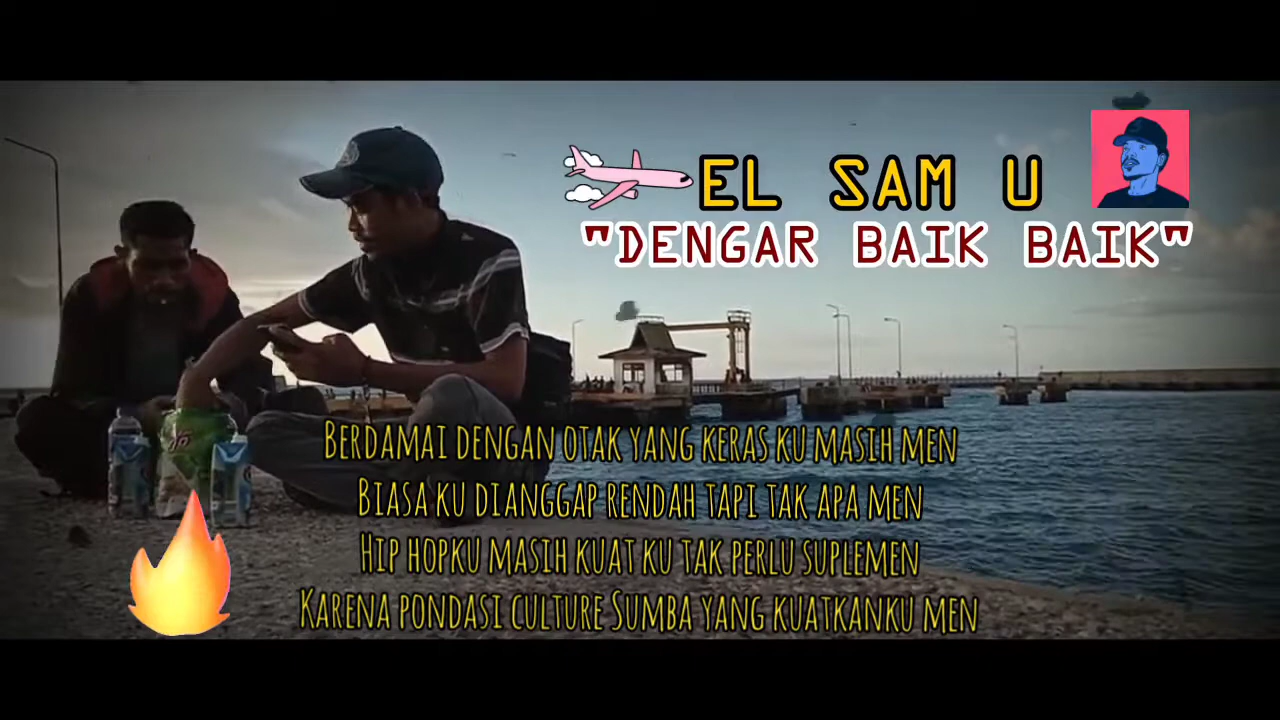 EL SAM U
"DENGAR BAIK BAIK"
BERDAMAI DENGAN OTAK YANG KERAS KU MASIH MEN
BIASA KU DIANGGAP RENDAH TAPI TAK APA MEN
HIP HOPKU MASIH KUAT KU TAK PERLU SUPLEMEN
KARENA PONDASI CULTURE SUMBA YANG KUATKANKU MEN